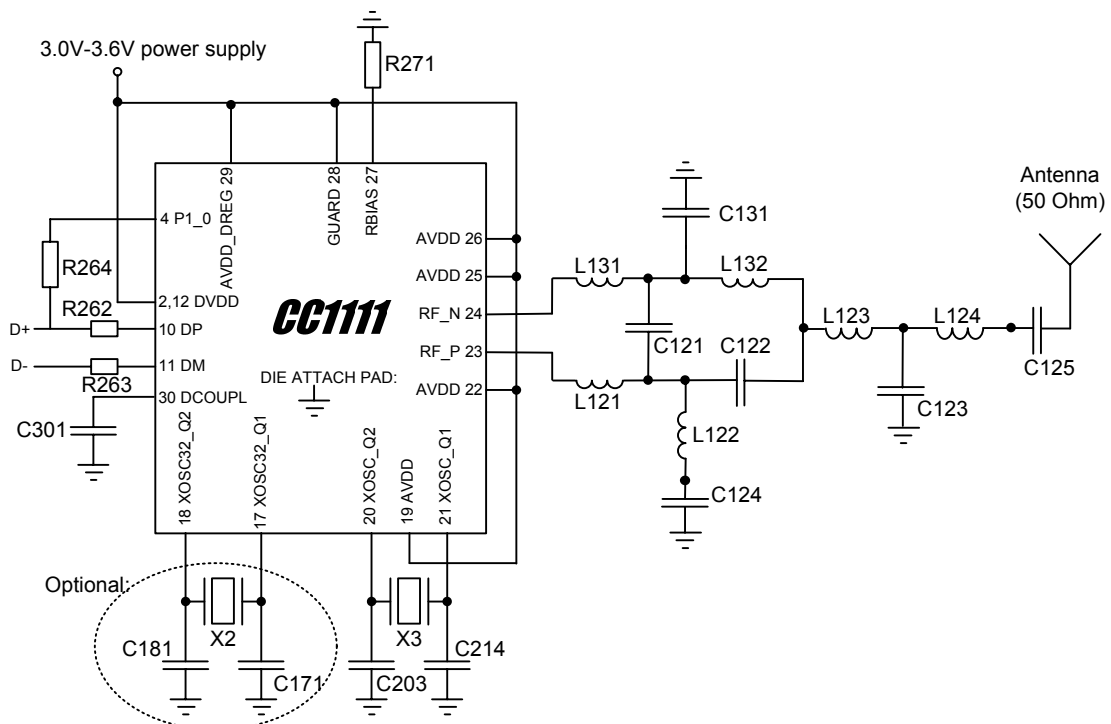 3.0V-3.6V power supply
R271
AVDD_DREG 29
GUARD 28
RBIAS 27
4 P1_0
R264
R262
2,12 DVDD
D+
10 DP
D-
11 DM
R263
30 DCOUPL
C301
CC1111
DIE ATTACH PAD:
AVDD 26
AVDD 25
RF_N 24
RF_P 23
AVDD 22
18 XOSC32_Q2
17 XOSC32_Q1
20 XOSC_Q2
19 AVDD
21 XOSC_Q1
Optional:
X2
C181
C171
X3
C203
C214
L131
C131
L132
C121
C122
L121
L122
C124
L123
L124
C123
C125
Antenna
(50 Ohm)